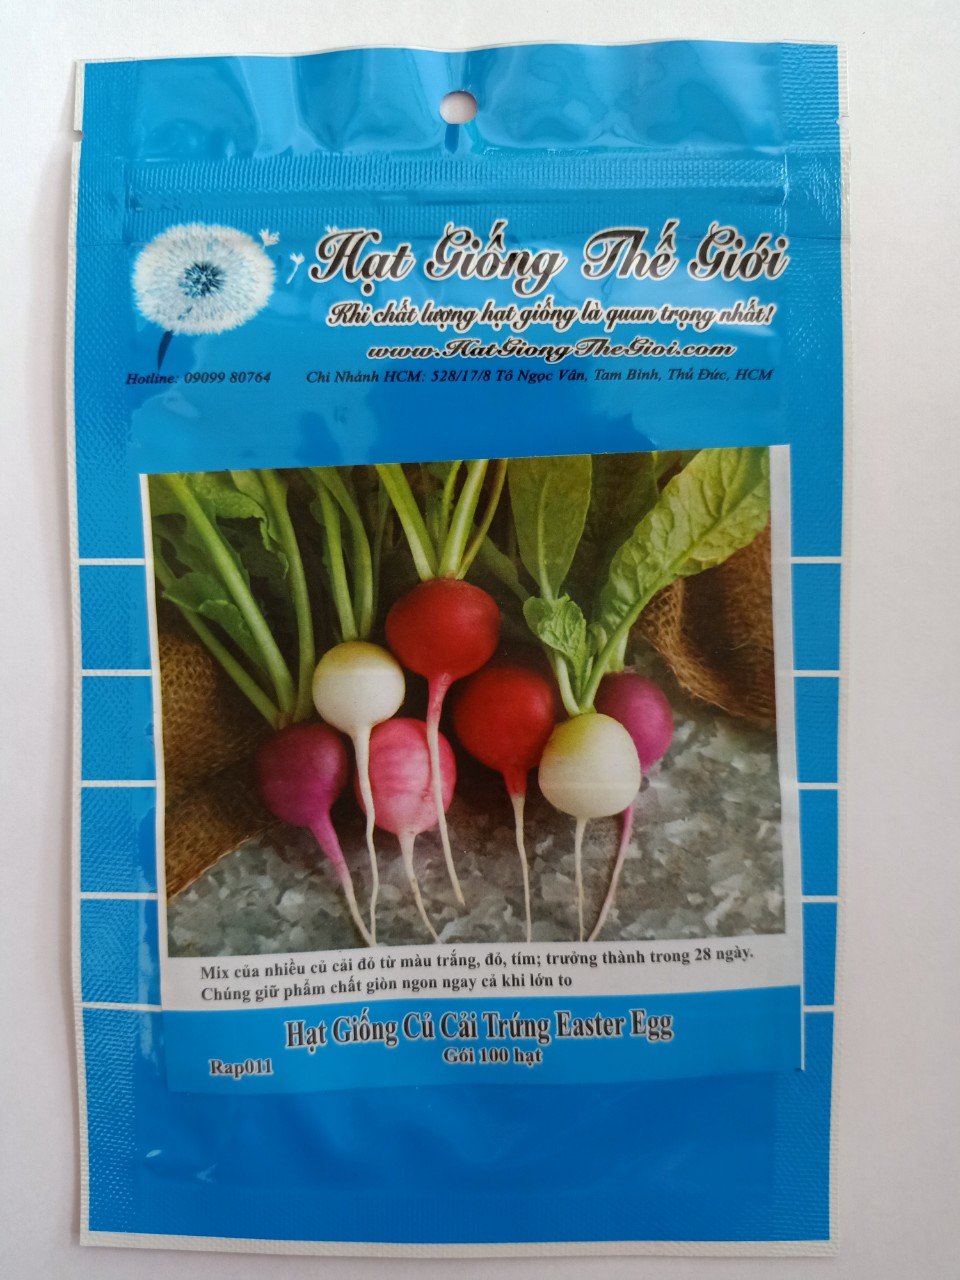 Hạt Giống Thế Giới
Khi chất lượng hạt giống là quan trọng nhất!
www.HatGiongTheGioi.com
Hotline: 09099 80764 Chi Nhánh HCM: 528/17/8 Tô Ngọc Vân, Tam Bình, Thủ Đức, HCM
Mix của nhiều củ cải đỏ từ màu trắng, đỏ, tím; trưởng thành trong 28 ngày.
Chúng giữ phẩm chất giòn ngon ngay cả khi lớn to
Hạt Giống Củ Cải Trứng Easter Egg
Gói 100 hạt
Rap011